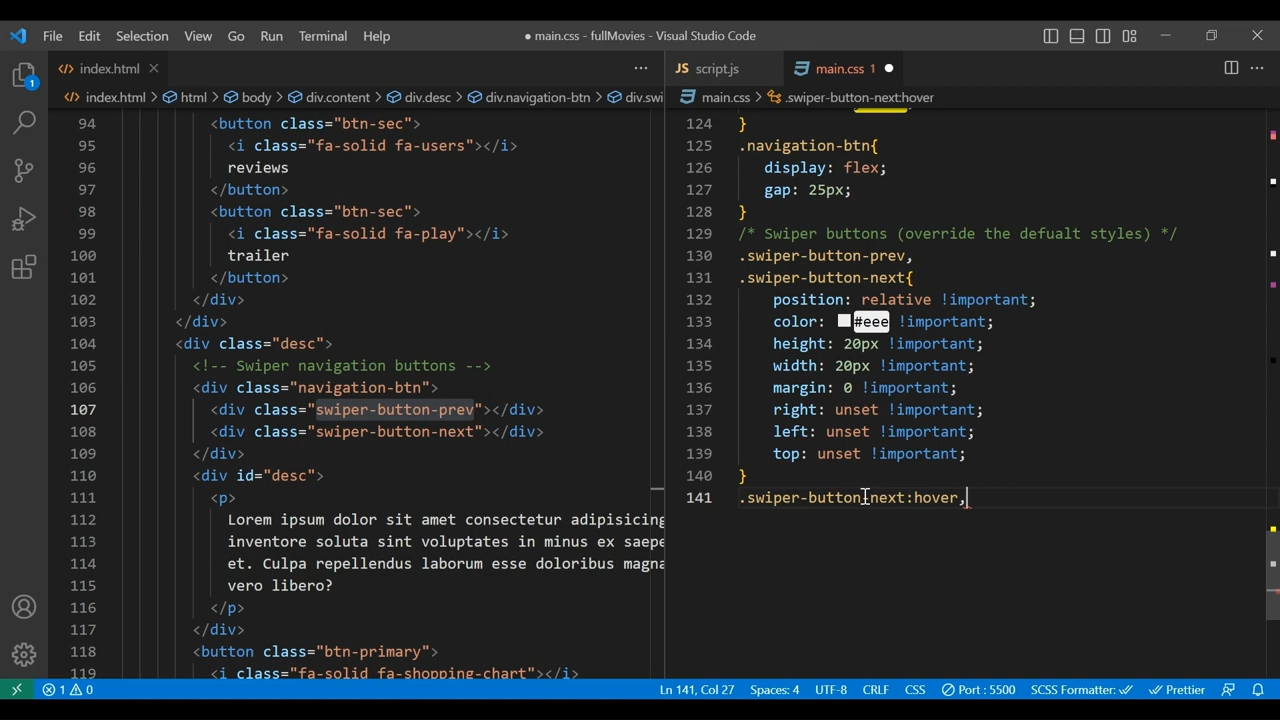 File Edit Selection View Go Run Terminal Help ● main.css - fullMovies - Visual Studio Code
index.html
JS script.js main.css 1
index.html > html > body > div.content > div.desc > div.navigation-btn > div.swi
main.css > .swiper-button-next:hover
94 <button class="btn-sec">
95 <i class="fa-solid fa-users"></i>
96 reviews
97 </button>
98 <button class="btn-sec">
99 <i class="fa-solid fa-play"></i>
100 trailer
101 </button>
102 </div>
103 </div>
104 <div class="desc">
105 <!-- Swiper navigation buttons -->
106 <div class="navigation-btn">
107 <div class="swiper-button-prev"></div>
108 <div class="swiper-button-next"></div>
109 </div>
110 <div id="desc">
111 <p>
112 Lorem ipsum dolor sit amet consectetur adipisicing
113 inventore soluta sint voluptates in minus ex saepe
114 et. Culpa repellendus laborum esse doloribus magna
115 vero libero?
116 </p>
117 </div>
118 <button class="btn-primary">
119 <i class="fa-solid fa-shopping-chart"></i>
124 }
125 .navigation-btn{
126 display: flex;
127 gap: 25px;
128 }
129 /* Swiper buttons (override the defualt styles) */
130 .swiper-button-prev,
131 .swiper-button-next{
132 position: relative !important;
133 color: #eee !important;
134 height: 20px !important;
135 width: 20px !important;
136 margin: 0 !important;
137 right: unset !important;
138 left: unset !important;
139 top: unset !important;
140 }
141 .swiper-button-next:hover,
1
1 0 Ln 141, Col 27 Spaces: 4 UTF-8 CRLF CSS Port : 5500 SCSS Formatter: Prettier